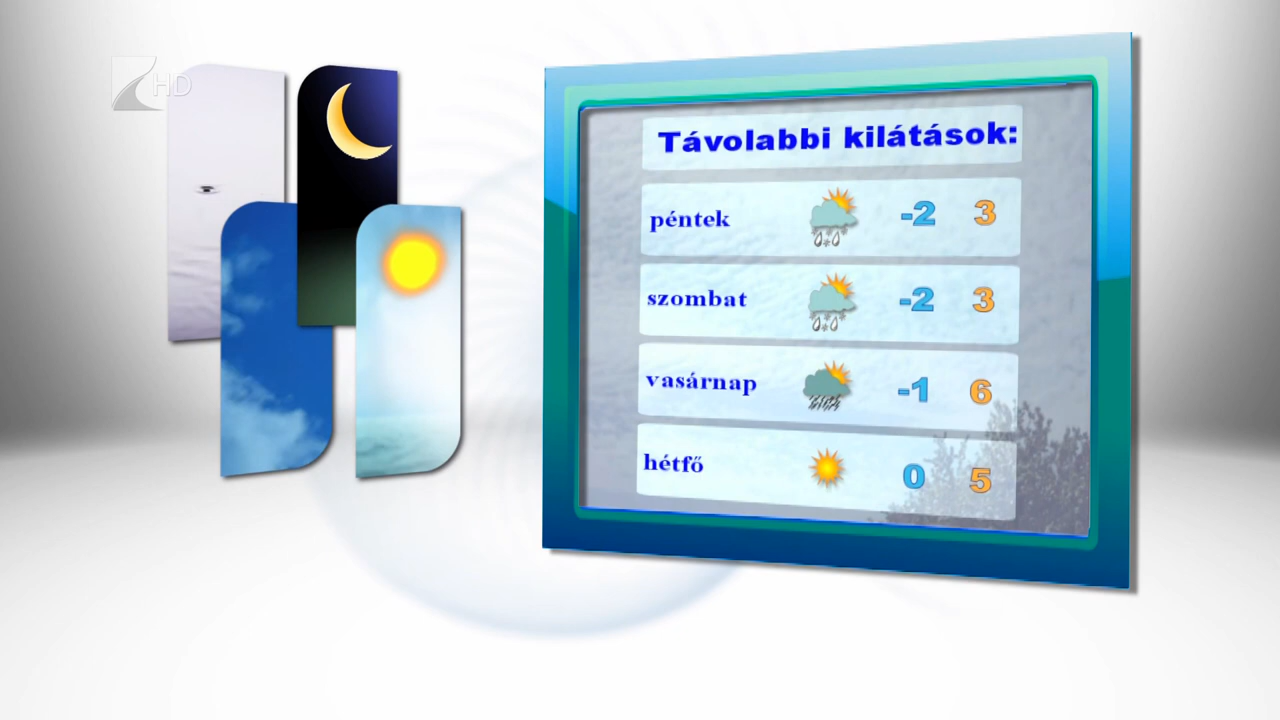 HD
Távolabbi kilátások:
péntek -2 3
szombat -2 3
vasárnap -1 6
hétfő 0 5